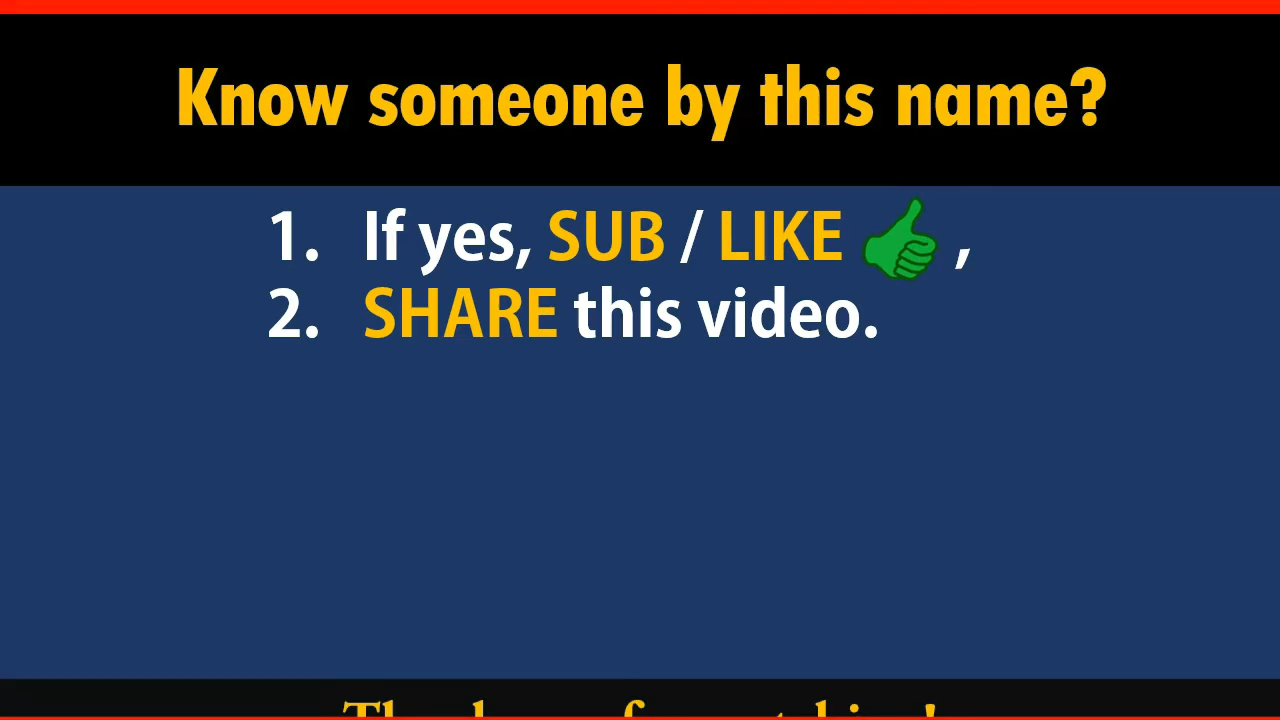 Know someone by this name?
1. If yes, SUB / LIKE ,
2. SHARE this video.